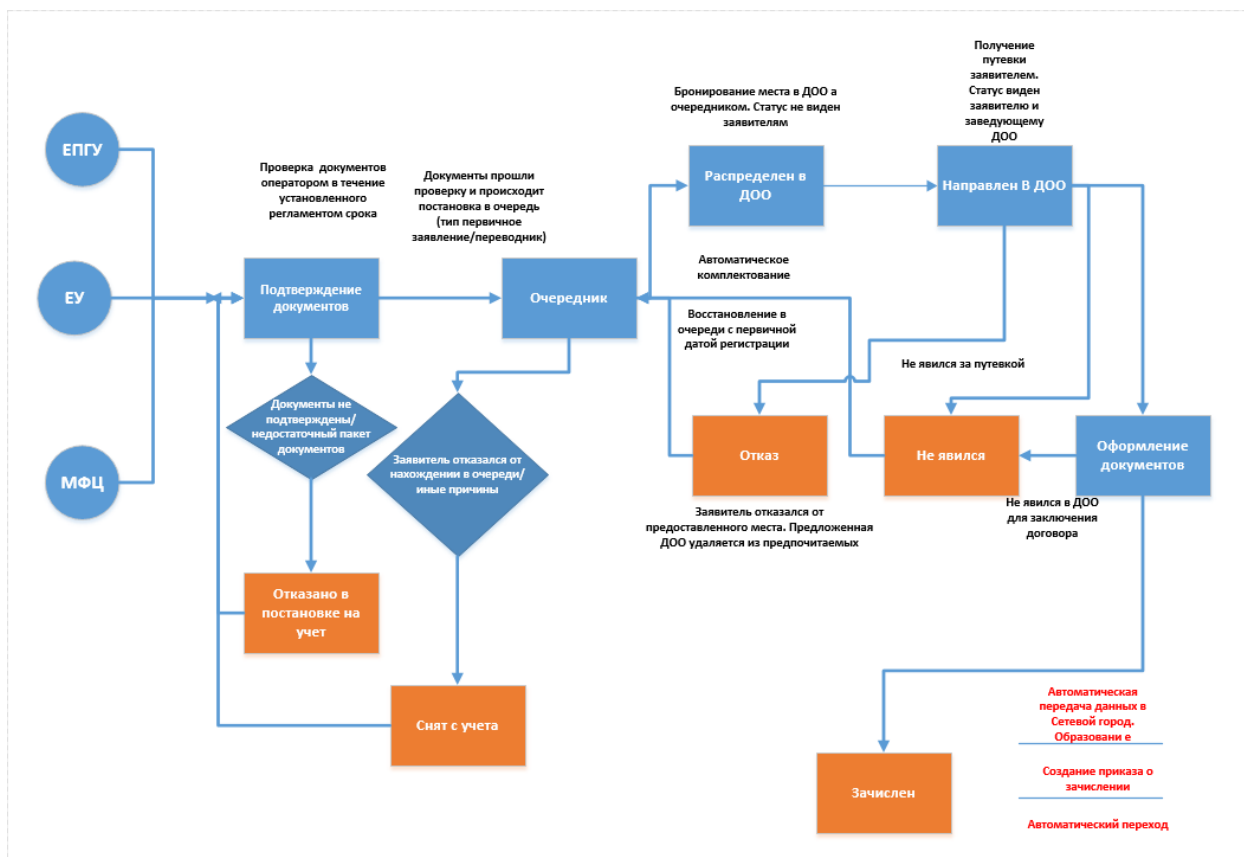 Получение
путевки
заявителем.
Статус виден
заявителю и
заведующему
ДОО
Бронирование места в ДОО а
очередником. Статус не виден
заявителям
ЕПГУ
Проверка документов
оператором в течение
установленного
регламентом срока
Документы прошли
проверку и происходит
постановка в очередь
(тип первичное
заявление/переводник)
Распределен в
ДОО
Направлен В ДОО
ЕУ
Подтверждение
документов
Очередник
Автоматическое
комплектование
Восстановление в
очереди с первичной
датой регистрации
Не явился за путевкой
Документы не
подтверждены/
недостаточный пакет
документов
Заявитель отказался от
нахождении в очереди/
иные причины
МФЦ
Отказ
Не явился
Оформление
документов
Заявитель отказался от
предоставленного места. Предложенная
ДОО удаляется из предпочитаемых
Не явился в ДОО
для заключения
договора
Отказано в
постановке на
учет
Снят с учета
Зачислен
Автоматическая
передача данных в
Сетевой город.
Образовани е
Создание приказа о
зачислении
Автоматический переход